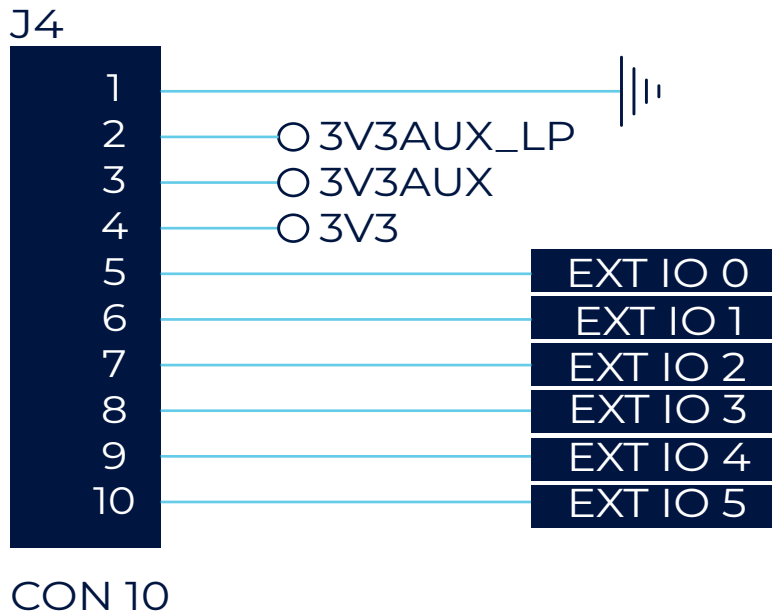 J4
1
2 3V3AUX_LP
3 3V3AUX
4 3V3
5 EXT IO 0
6 EXT IO 1
7 EXT IO 2
8 EXT IO 3
9 EXT IO 4
10 EXT IO 5
CON 10